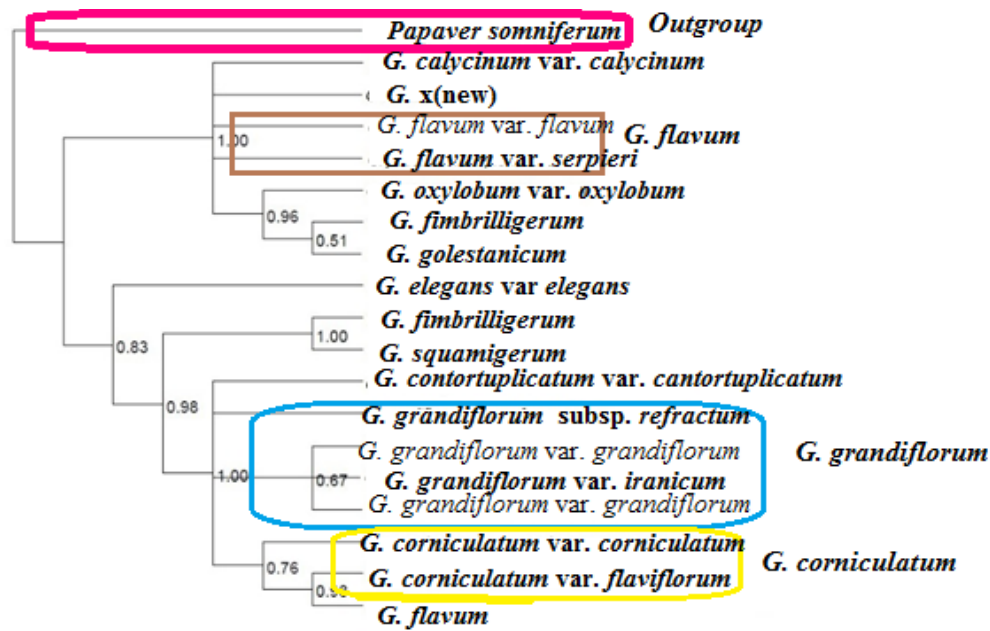 Papaver somniferum Outgroup
G. calycinum var. calycinum
G. x(new)
G. flavum var. flavum
G. flavum
1.00
G. flavum var. serpieri
G. oxylobum var. oxylobum
0.96
G. fimbrilligerum
0.51
G. golestanicum
G. elegans var elegans
G. fimbrilligerum
0.83
1.00
G. squamigerum
G. contortuplicatum var. cantortuplicatum
0.98
G. grandiflorum subsp. refractum
G. grandiflorum var. grandiflorum
G. grandiflorum
1.00
0.67
G. grandiflorum var. iranicum
G. grandiflorum var. grandiflorum
G. corniculatum var. corniculatum
G. corniculatum
0.76
G. corniculatum var. flaviflorum
G. flavum